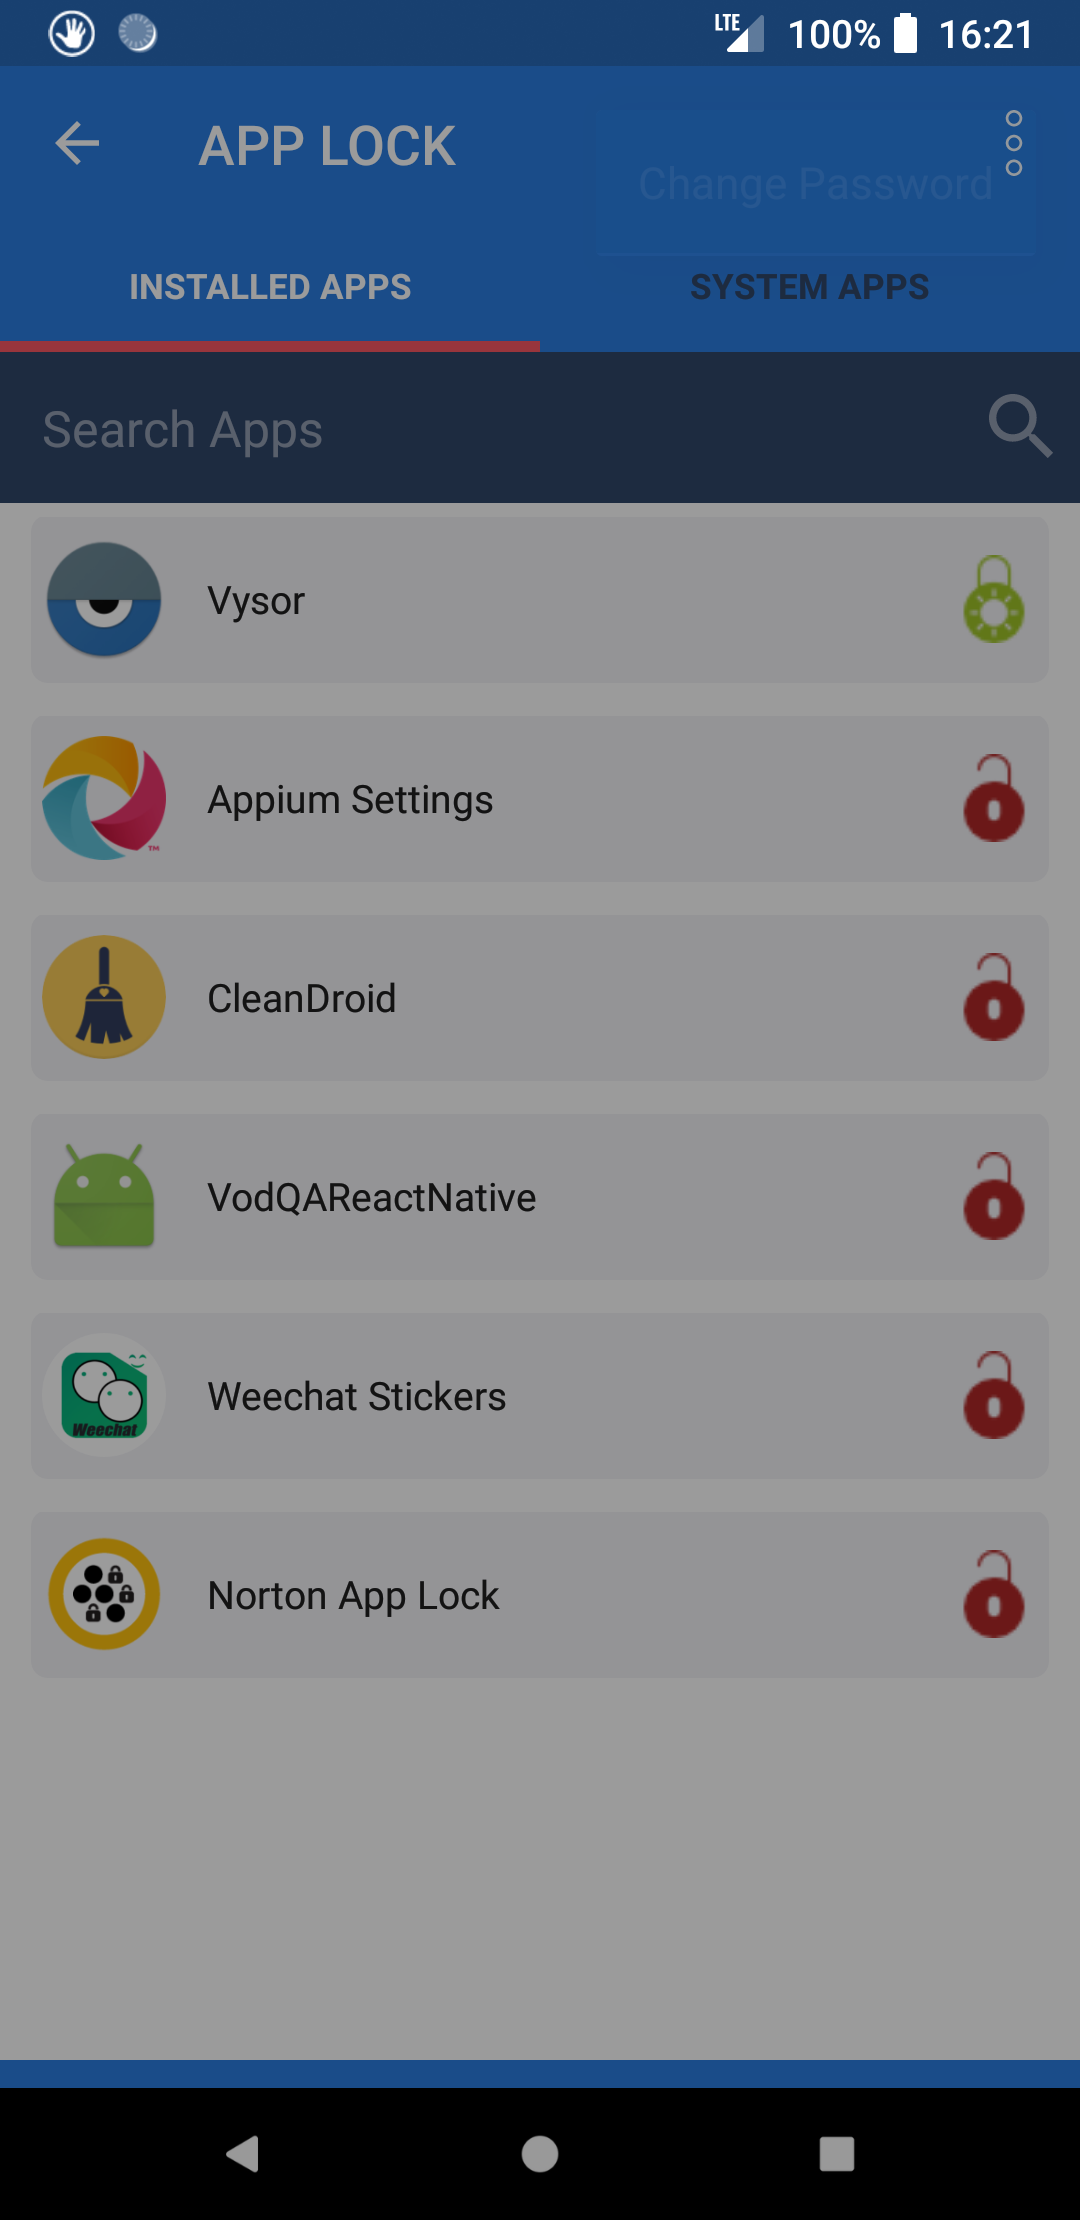 LTE 100% 16:21
APP LOCK
Change Password
INSTALLED APPS
SYSTEM APPS
Search Apps
Vysor
Appium Settings
TM
CleanDroid
VodQAReactNative
Weechat
Weechat Stickers
Norton App Lock